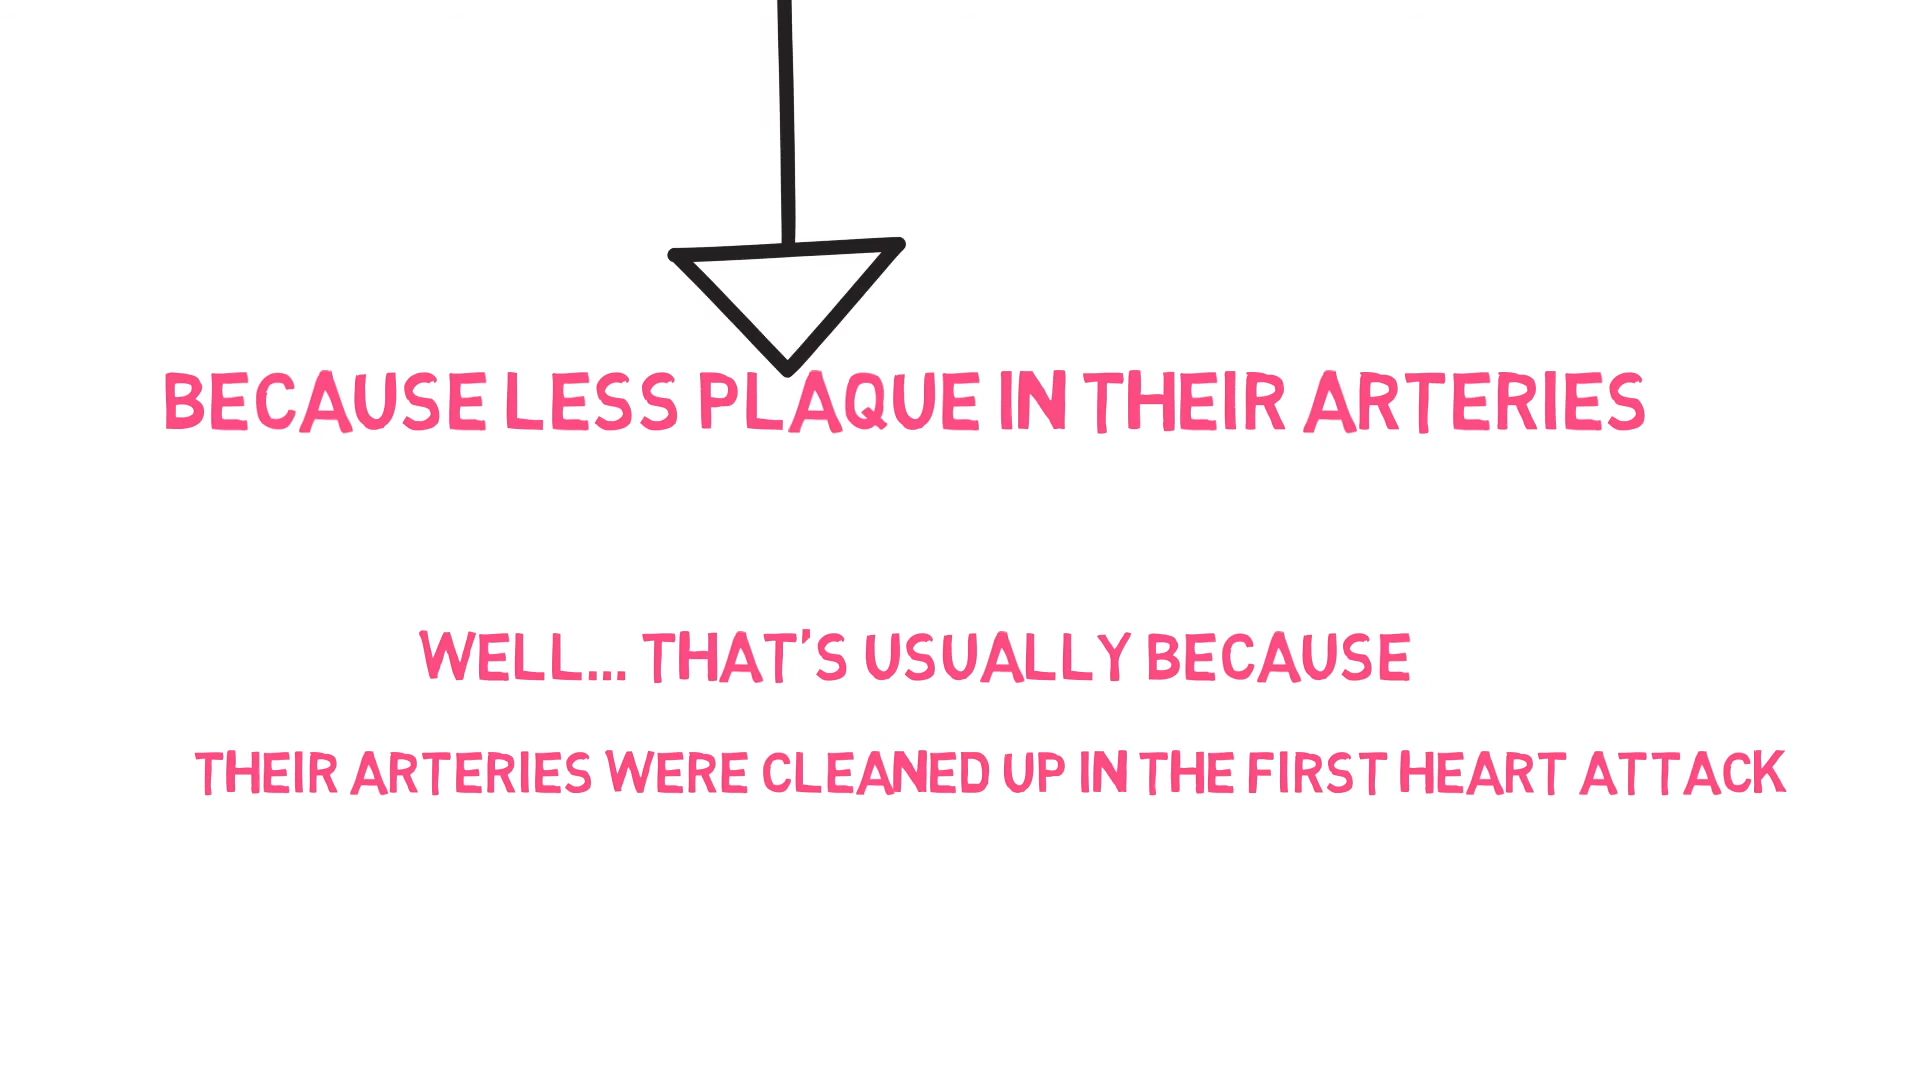 BECAUSE LESS PLAQUE IN THEIR ARTERIES
WELL... THAT'S USUALLY BECAUSE
THEIR ARTERIES WERE CLEANED UP IN THE FIRST HEART ATTACK